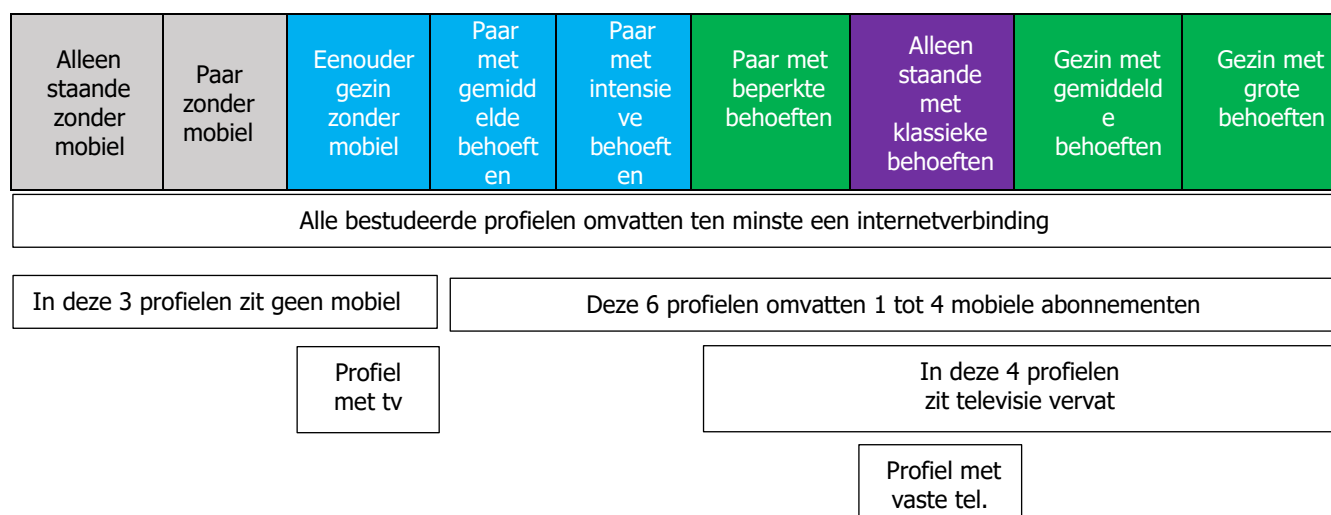 Alleen
staande
zonder
mobiel
Paar
zonder
mobiel
Eenouder
gezin
zonder
mobiel
Paar
met
gemidd
elde
behoeft
en
Paar
met
intensie
ve
behoeft
en
Paar met
beperkte
behoeften
Alleen
staande
met
klassieke
behoeften
Gezin met
gemiddeld
e
behoeften
Gezin met
grote
behoeften
Alle bestudeerde profielen omvatten ten minste een internetverbinding
In deze 3 profielen zit geen mobiel
Deze 6 profielen omvatten 1 tot 4 mobiele abonnementen
Profiel
met tv
In deze 4 profielen
zit televisie vervat
Profiel met
vaste tel.